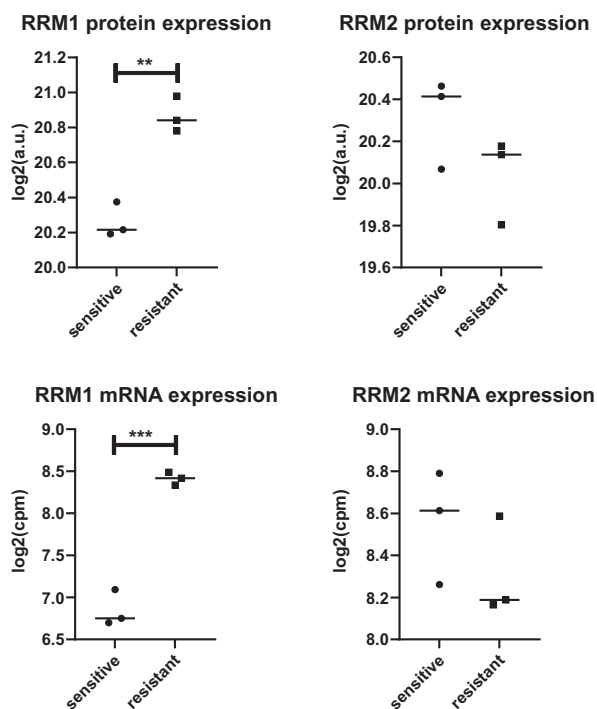 RRM1 protein expression
**
21.2
21.0
20.8
20.6
20.4
20.2
20.0
log2(a.u.)
sensitive
resistant
RRM2 protein expression
20.6
20.4
20.2
20.0
19.8
19.6
log2(a.u.)
sensitive
resistant
RRM1 mRNA expression
***
9.0
8.5
8.0
7.5
7.0
6.5
log2(cpm)
sensitive
resistant
RRM2 mRNA expression
9.0
8.8
8.6
8.4
8.2
8.0
log2(cpm)
sensitive
resistant